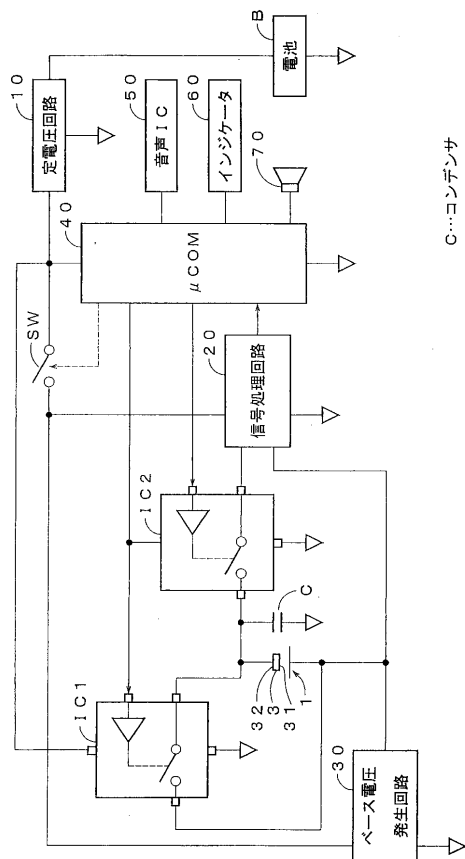 B
電池
10
定電圧回路
50
音声IC
60
インジケータ
70
40
μCOM
SW
20
信号処理回路
IC2
C
IC1
32
3
31
1
30
ベース電圧
発生回路
C…コンデンサ